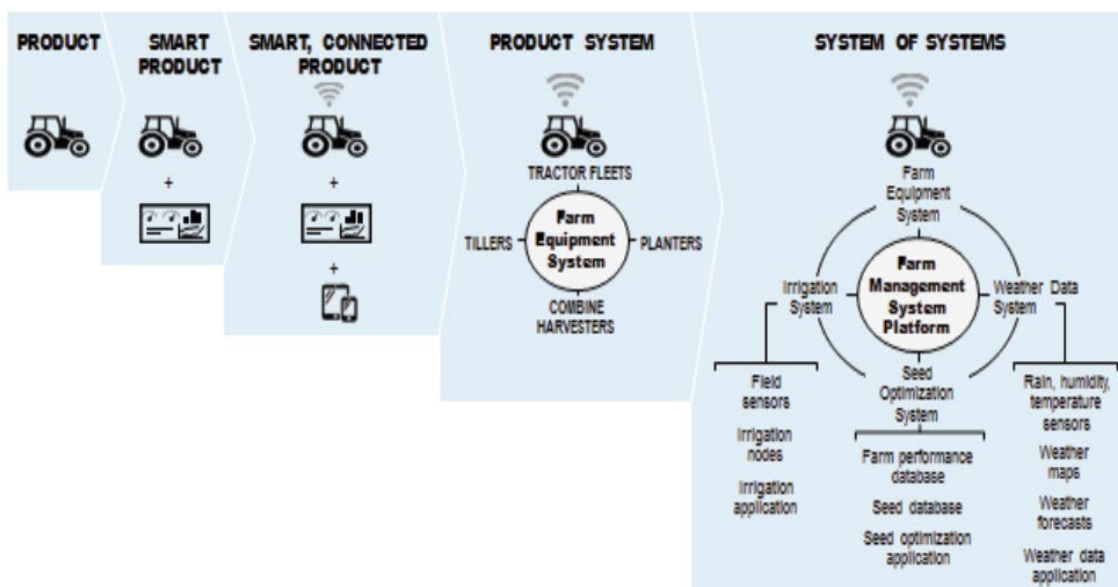 PRODUCT
SMART
PRODUCT
SMART, CONNECTED
PRODUCT
PRODUCT SYSTEM
SYSTEM OF SYSTEMS
+
+
+
+
TRACTOR FLEETS
TILLERS
Farm
Equipment
System
PLANTERS
COMBINE
HARVESTERS
Farm
Equipment
System
Irrigation
System
Farm
Management
System
Platform
Weather Data
System
Seed
Optimization
System
Field
sensors
Irrigation
nodes
Irrigation
application
Farm performance
database
Seed database
Seed optimization
application
Rain, humidity,
temperature
sensors
Weather
maps
Weather
forecasts
Weather data
application